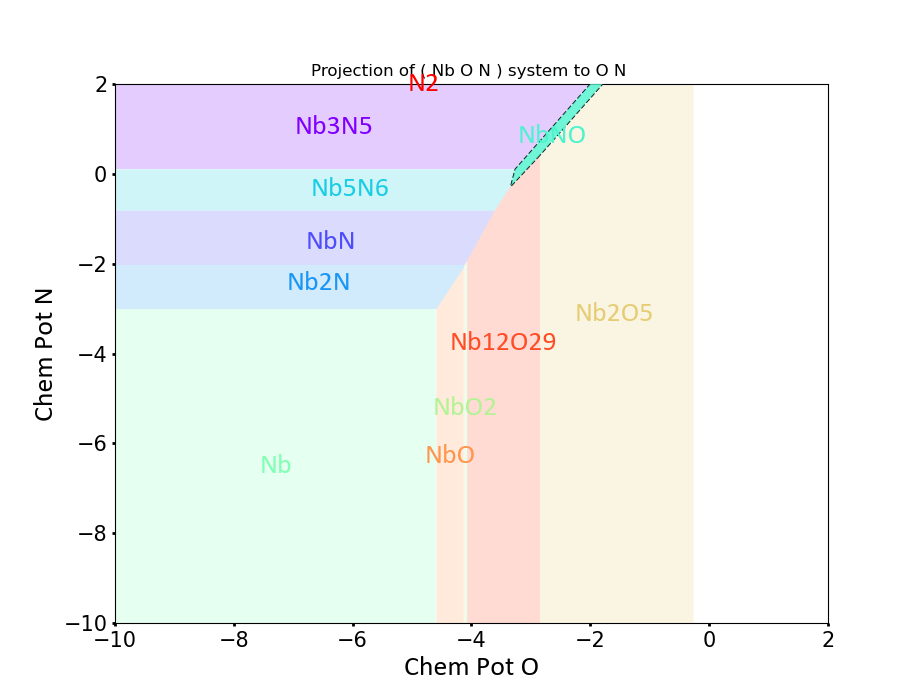 Projection of ( Nb O N ) system to O N
N2
2
Nb3N5
NbNO
0
Nb5N6
NbN
−2
Nb2N
Nb2O5
Chem Pot N
Nb12O29
−4
NbO2
−6
NbO
Nb
−8
−10
−10 −8 −6 −4 −2 0 2
Chem Pot O